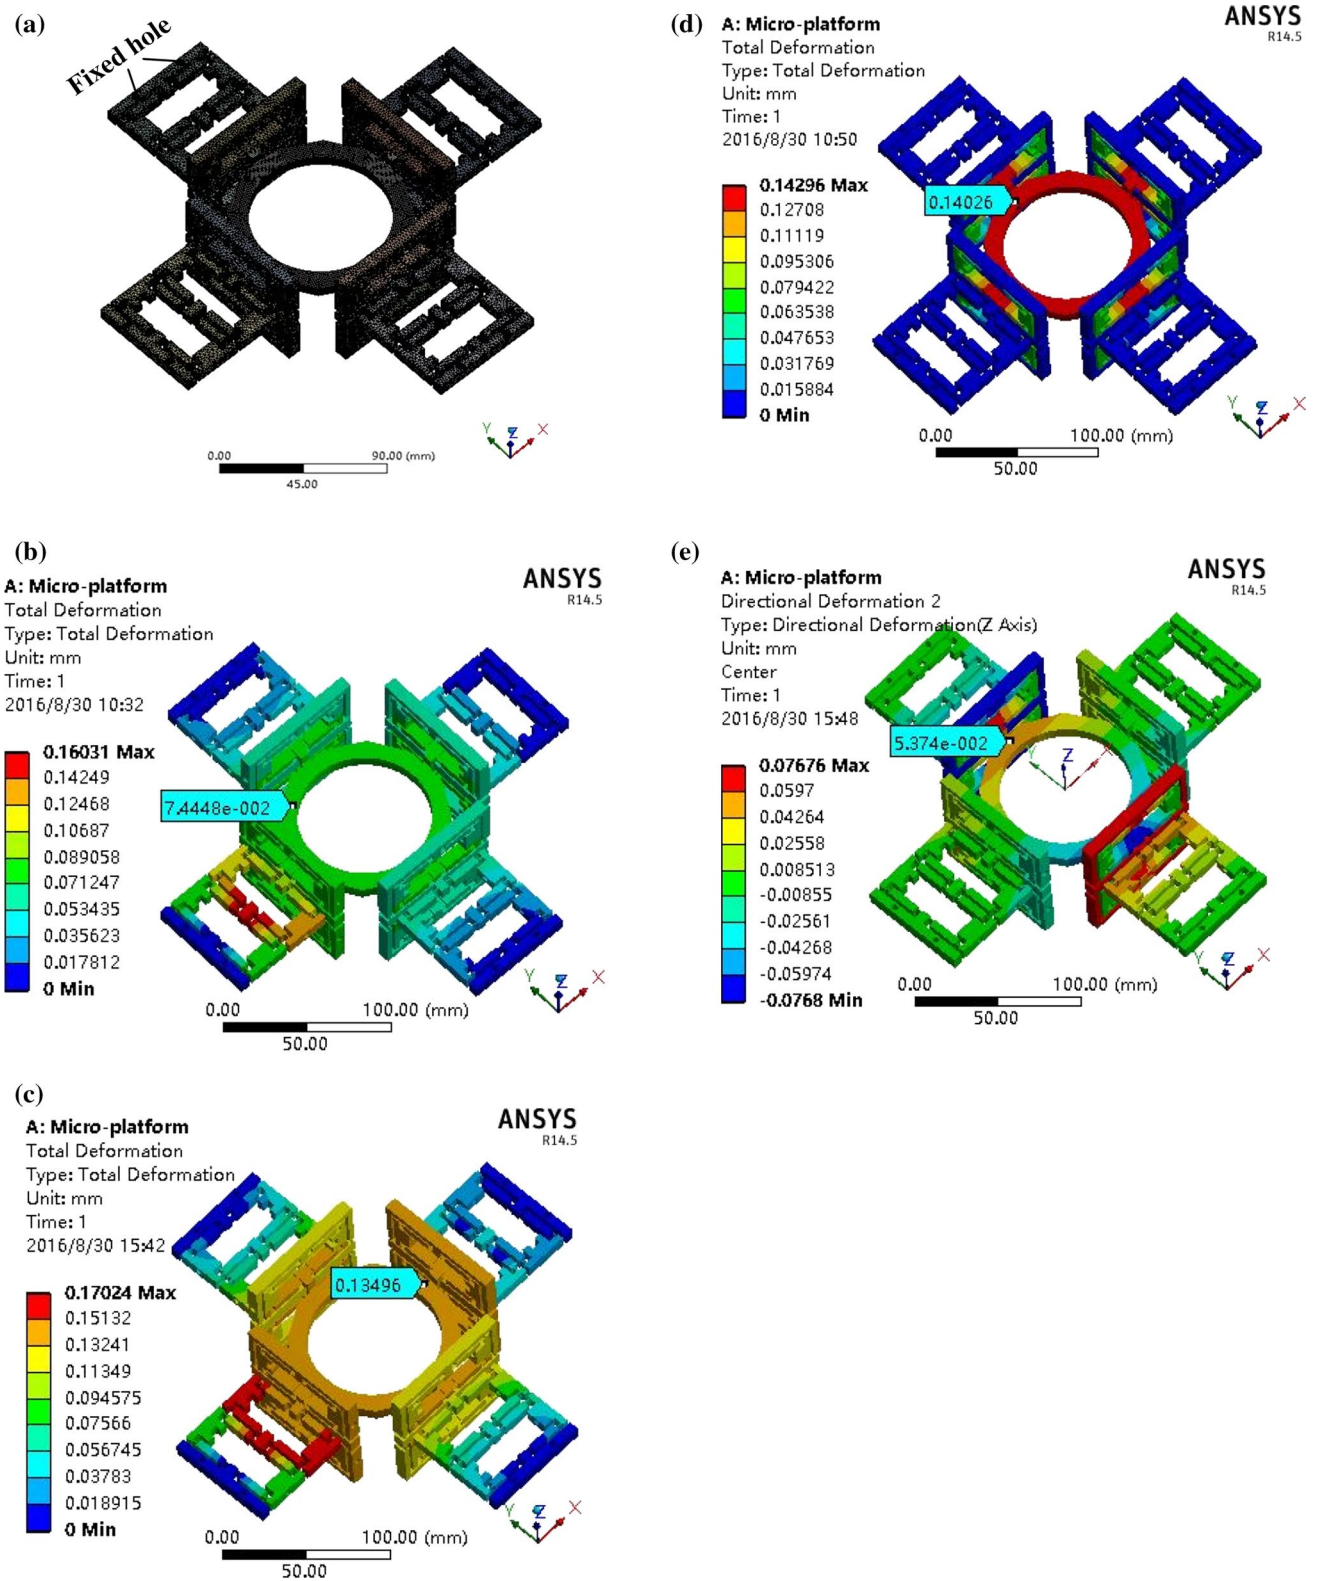 (a)
Fixed hole
Y Z X
0.00 90.00 (mm)
45.00
(b)
A: Micro-platform
Total Deformation
Type: Total Deformation
Unit: mm
Time: 1
2016/8/30 10:32
ANSYS
R14.5
0.16031 Max
0.14249
0.12468
0.10687
0.089058
0.071247
0.053435
0.035623
0.017812
0 Min
7.4448e-002
Y Z X
0.00 100.00 (mm)
50.00
(c)
A: Micro-platform
Total Deformation
Type: Total Deformation
Unit: mm
Time: 1
2016/8/30 15:42
ANSYS
R14.5
0.17024 Max
0.15132
0.13241
0.11349
0.094575
0.07566
0.056745
0.03783
0.018915
0 Min
0.13496
Y Z X
0.00 100.00 (mm)
50.00
(d)
A: Micro-platform
Total Deformation
Type: Total Deformation
Unit: mm
Time: 1
2016/8/30 10:50
ANSYS
R14.5
0.14296 Max
0.12708
0.11119
0.095306
0.079422
0.063538
0.047653
0.031769
0.015884
0 Min
0.14026
Y Z X
0.00 100.00 (mm)
50.00
(e)
A: Micro-platform
Directional Deformation 2
Type: Directional Deformation(Z Axis)
Unit: mm
Center
Time: 1
2016/8/30 15:48
ANSYS
R14.5
0.07676 Max
0.0597
0.04264
0.02558
0.008513
-0.00855
-0.02561
-0.04268
-0.05974
-0.0768 Min
5.374e-002
Y Z X
Y Z X
0.00 100.00 (mm)
50.00